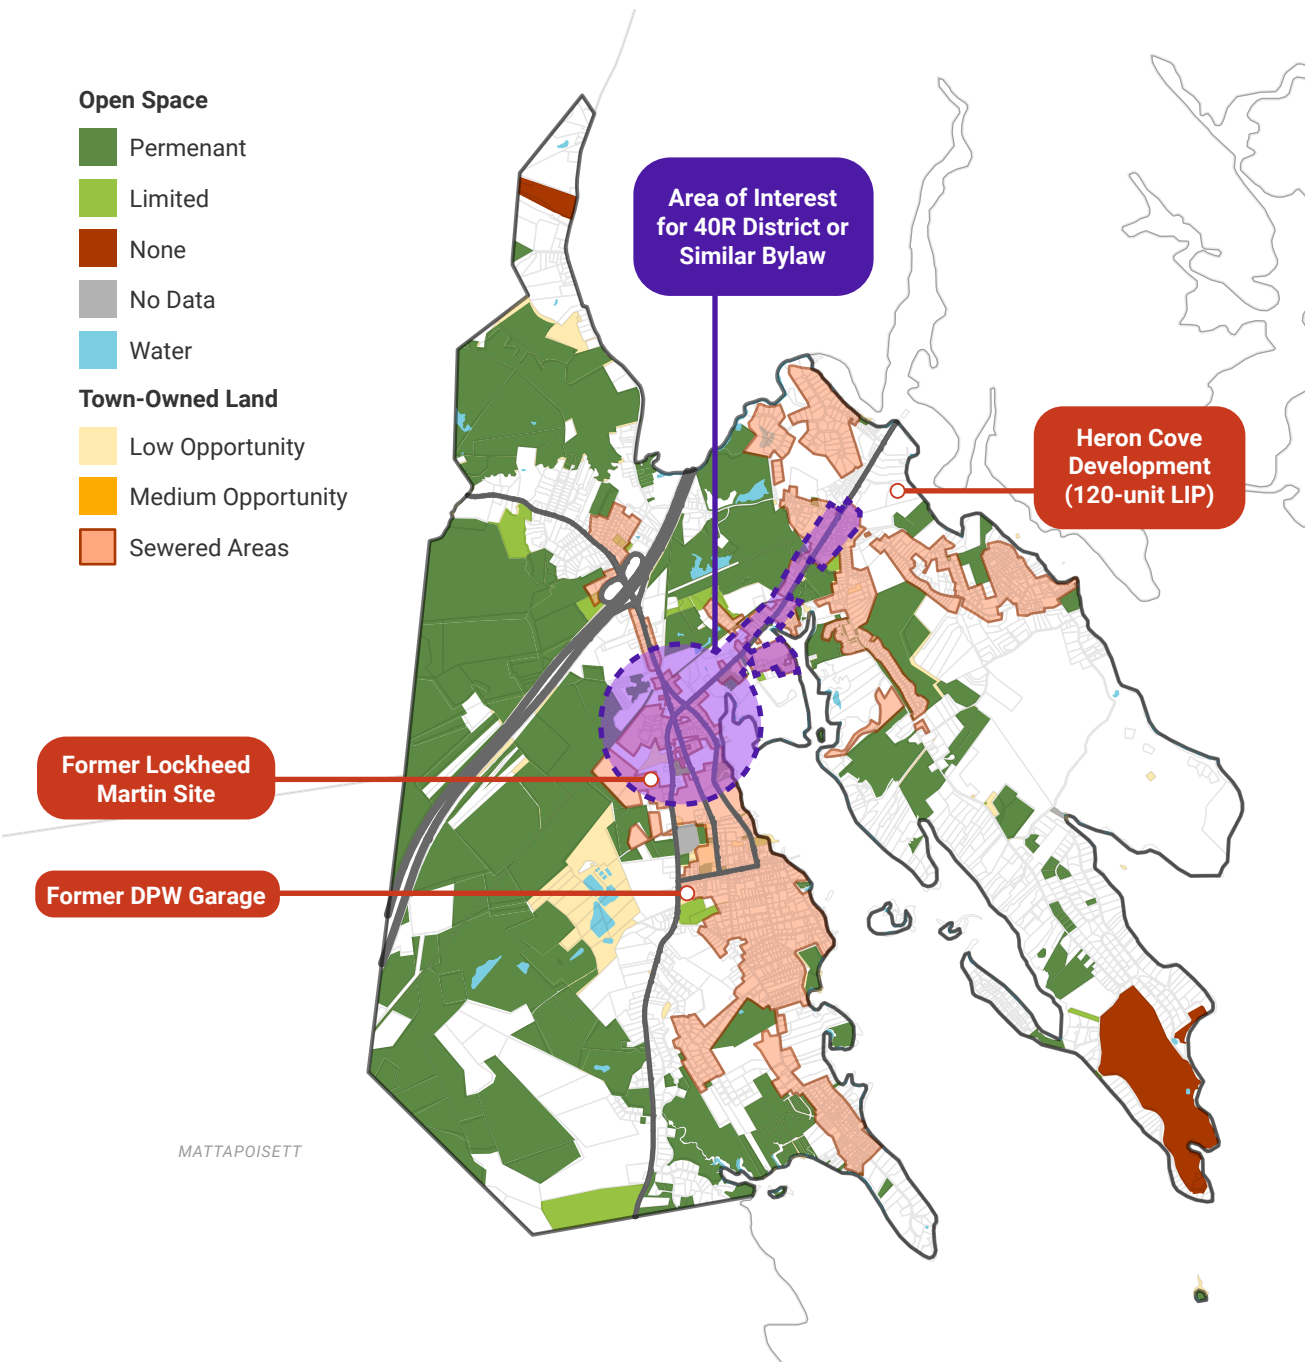 Open Space
Permenant
Limited
None
No Data
Water
Town-Owned Land
Low Opportunity
Medium Opportunity
Sewered Areas
Area of Interest
for 40R District or
Similar Bylaw
Heron Cove
Development
(120-unit LIP)
Former Lockheed
Martin Site
Former DPW Garage
MATTAPOISETT